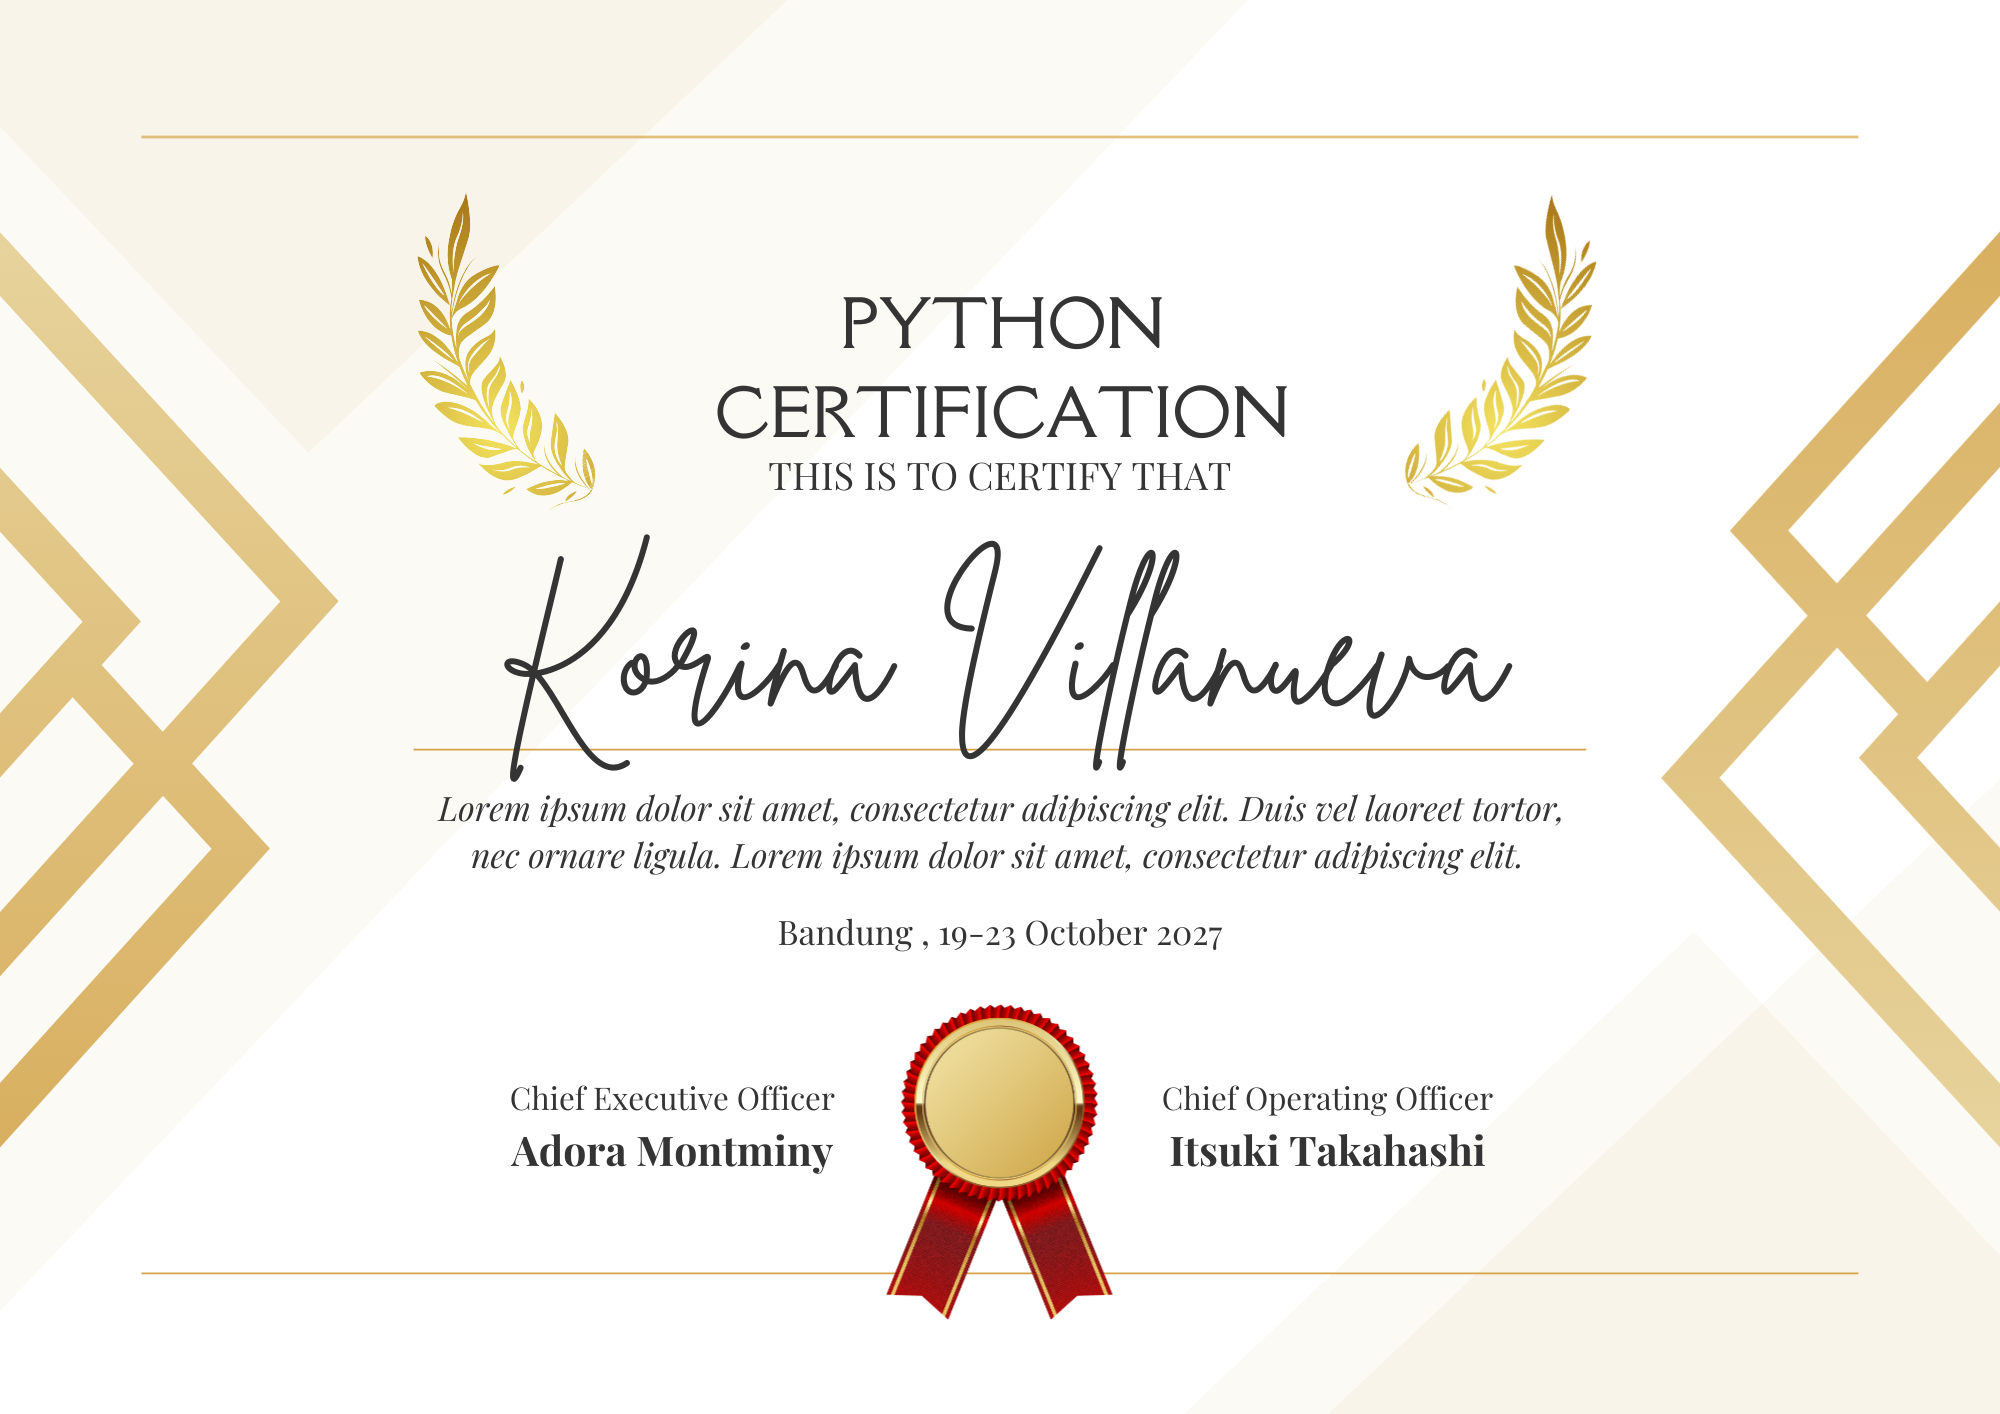 PYTHON
CERTIFICATION
THIS IS TO CERTIFY THAT
Korina Villanueva
Lorem ipsum dolor sit amet, consectetur adipiscing elit. Duis vel laoreet tortor,
nec ornare ligula. Lorem ipsum dolor sit amet, consectetur adipiscing elit.
Bandung , 19-23 October 2027
Chief Executive Officer
Adora Montminy
Chief Operating Officer
Itsuki Takahashi